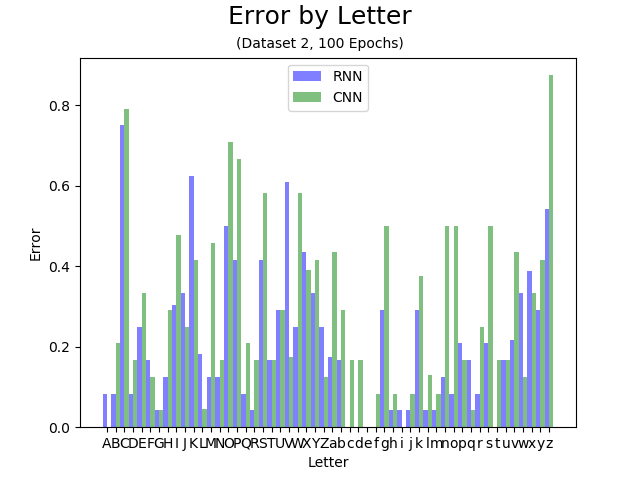 Error by Letter
(Dataset 2, 100 Epochs)
RNN
CNN
0.8
0.6
0.4
0.2
0.0
Error
A B C D E F G H I J K L M N O P Q R S T U V W X Y Z a b c d e f g h i j k l m n o p q r s t u v w x y z
Letter